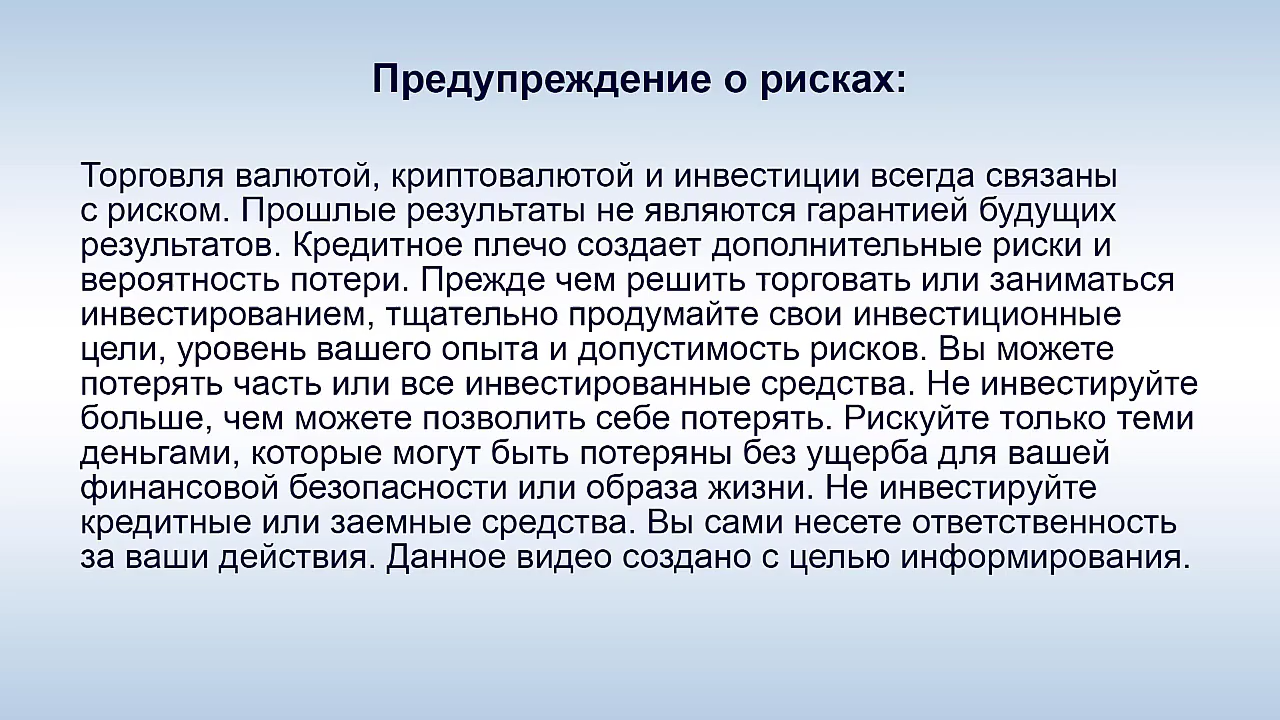 Предупреждение о рисках:
Торговля валютой, криптовалютой и инвестиции всегда связаны
с риском. Прошлые результаты не являются гарантией будущих
результатов. Кредитное плечо создает дополнительные риски и
вероятность потери. Прежде чем решить торговать или заниматься
инвестированием, тщательно продумайте свои инвестиционные
цели, уровень вашего опыта и допустимость рисков. Вы можете
потерять часть или все инвестированные средства. Не инвестируйте
больше, чем можете позволить себе потерять. Рискуйте только теми
деньгами, которые могут быть потеряны без ущерба для вашей
финансовой безопасности или образа жизни. Не инвестируйте
кредитные или заемные средства. Вы сами несете ответственность
за ваши действия. Данное видео создано с целью информирования.